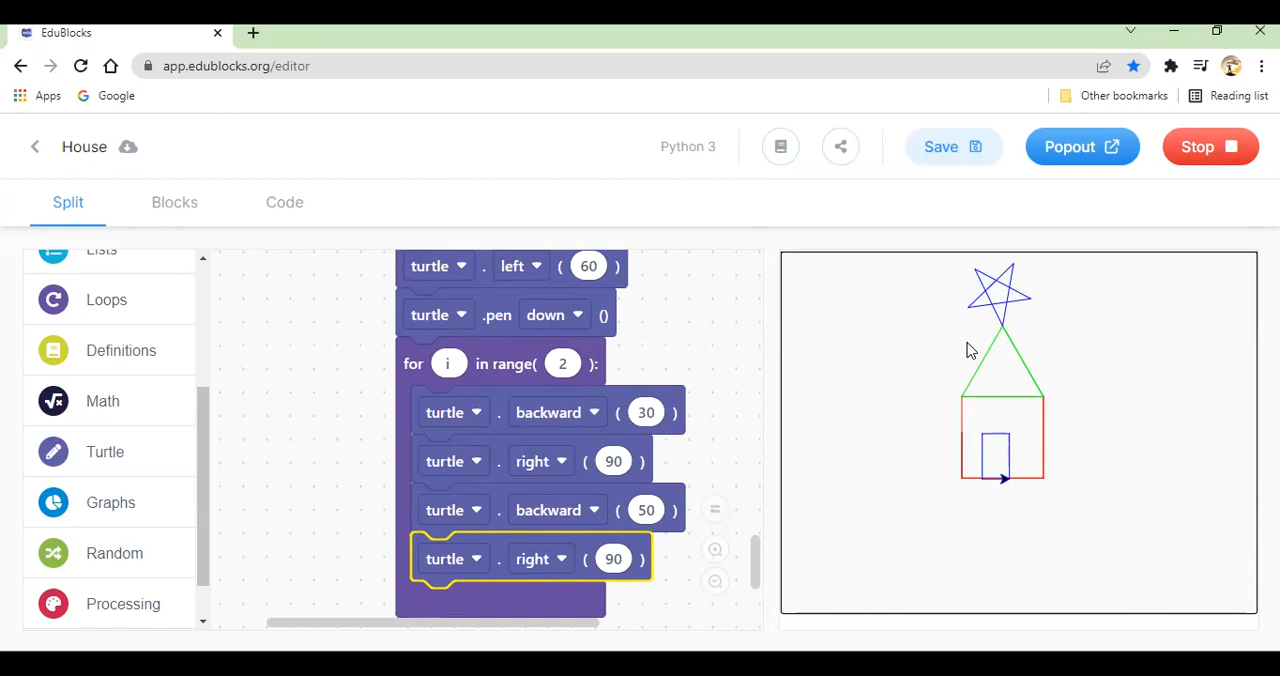 EduBlocks
app.edublocks.org/editor
Apps Google Other bookmarks Reading list
House Python 3 Save Popout Stop
Split Blocks Code
Lists
Loops
Definitions
Math
Turtle
Graphs
Random
Processing
turtle . left ( 60 )
turtle .pen down ()
for i in range( 2 ):
turtle . backward ( 30 )
turtle . right ( 90 )
turtle . backward ( 50 )
turtle . right ( 90 )